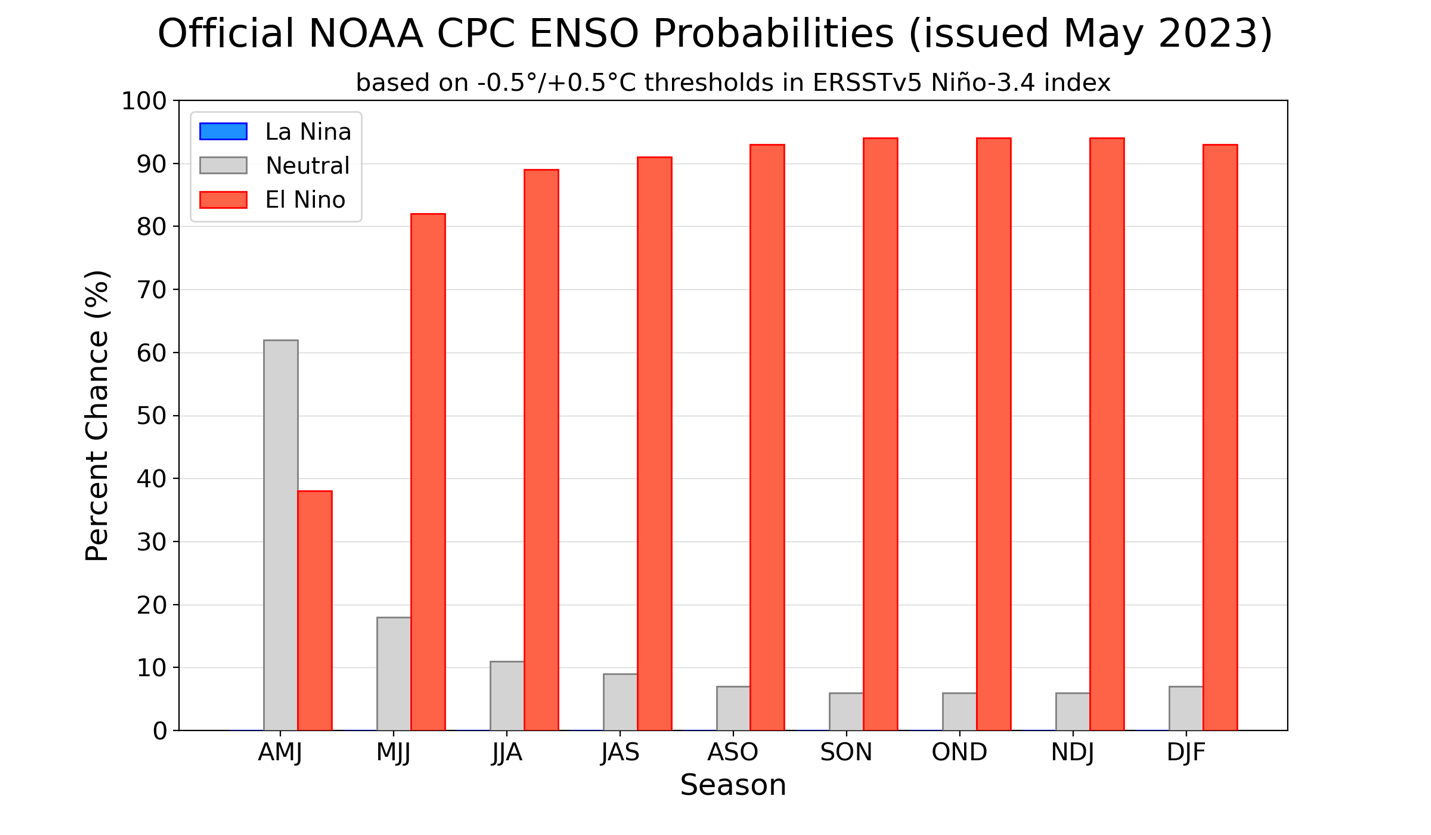 Official NOAA CPC ENSO Probabilities (issued May 2023)
based on -0.5°/+0.5°C thresholds in ERSSTv5 Niño-3.4 index
100
90
80
70
60
50
40
30
20
10
0
Percent Chance (%)
La Nina
Neutral
El Nino
AMJ MJJ JJA JAS ASO SON OND NDJ DJF
Season